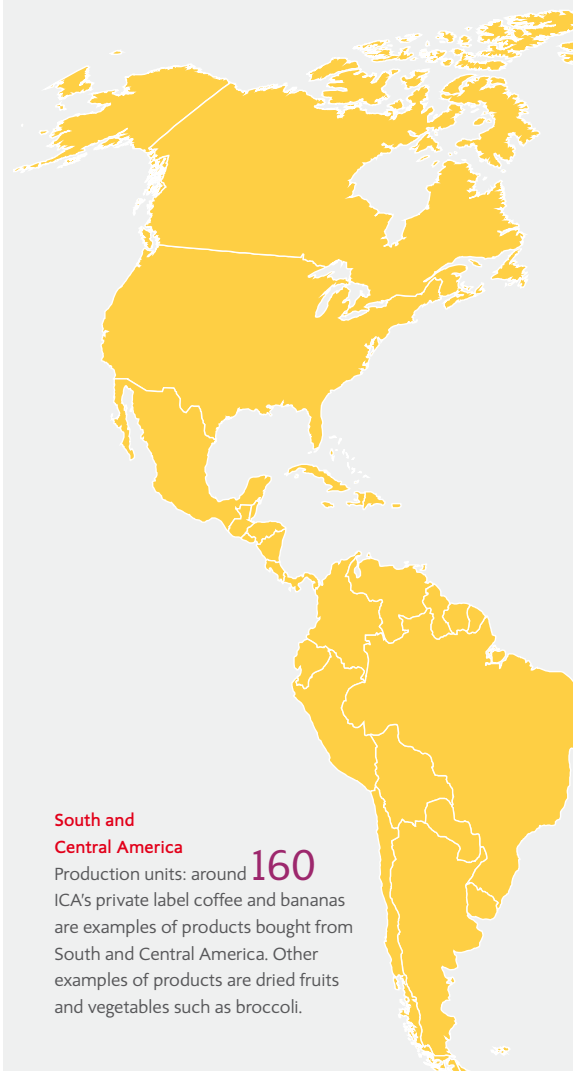 South and
Central America
Production units: around 160
ICA's private label coffee and bananas
are examples of products bought from
South and Central America. Other
examples of products are dried fruits
and vegetables such as broccoli.